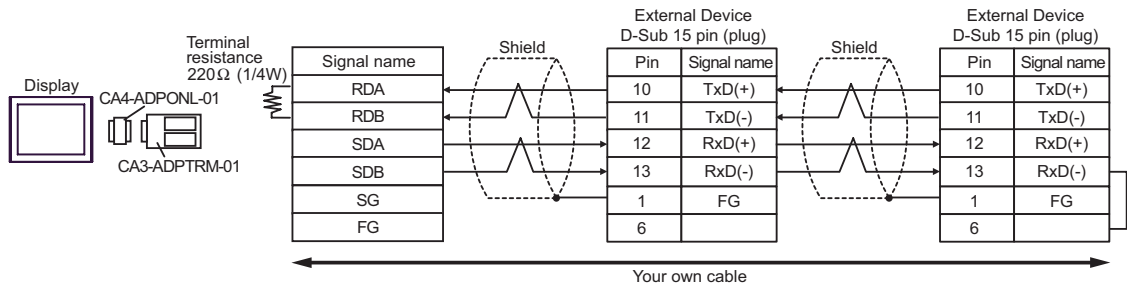 Display
CA4-ADPONL-01
CA3-ADPTRM-01
Terminal
resistance
220Ω (1/4W)
Signal name
RDA
RDB
SDA
SDB
SG
FG
Shield
External Device
D-Sub 15 pin (plug)
Pin Signal name
10 TxD(+)
11 TxD(-)
12 RxD(+)
13 RxD(-)
1 FG
6
Shield
External Device
D-Sub 15 pin (plug)
Pin Signal name
10 TxD(+)
11 TxD(-)
12 RxD(+)
13 RxD(-)
1 FG
6
Your own cable